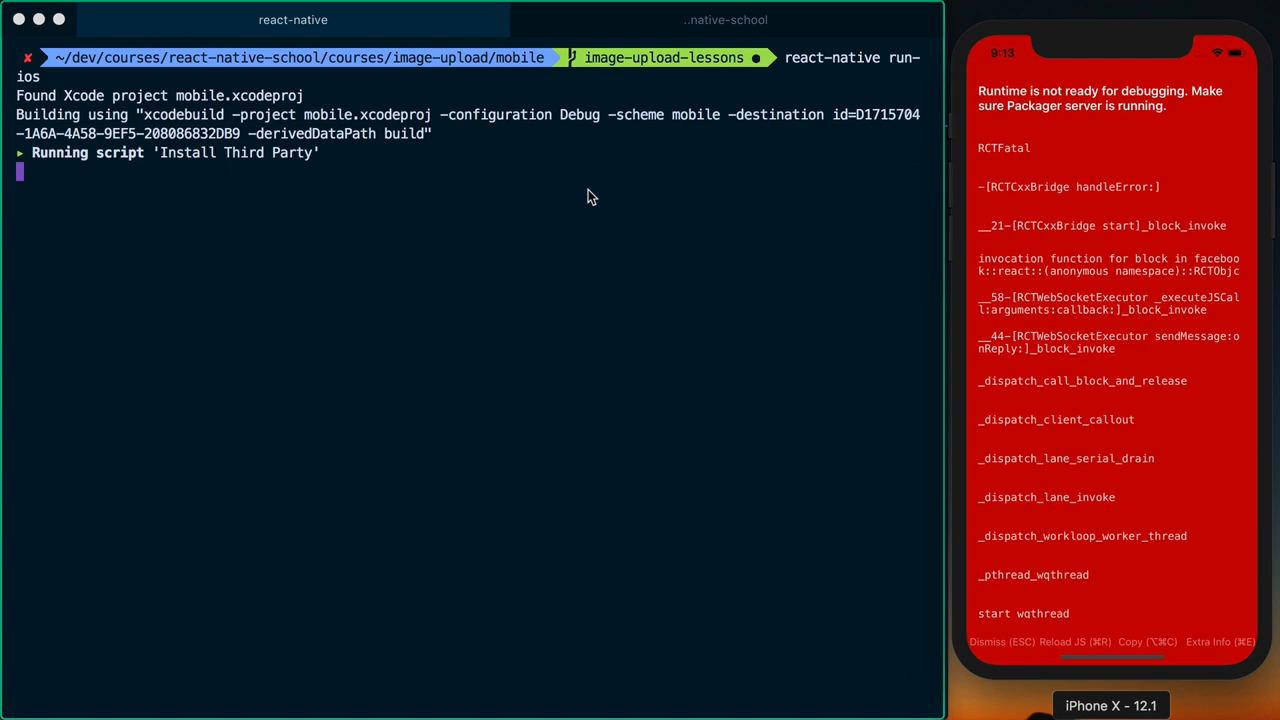 react-native
..native-school
✘ ~/dev/courses/react-native-school/courses/image-upload/mobile image-upload-lessons ● react-native run-
ios
Found Xcode project mobile.xcodeproj
Building using "xcodebuild -project mobile.xcodeproj -configuration Debug -scheme mobile -destination id=D1715704
-1A6A-4A58-9EF5-208086832DB9 -derivedDataPath build"
▸ Running script 'Install Third Party'
9:13
Runtime is not ready for debugging. Make
sure Packager server is running.
RCTFatal
-[RCTCxxBridge handleError:]
__21-[RCTCxxBridge start]_block_invoke
invocation function for block in faceboo
k::react::(anonymous namespace)::RCTObjc
__58-[RCTWebSocketExecutor _executeJSCal
l:arguments:callback:]_block_invoke
__44-[RCTWebSocketExecutor sendMessage:o
nReply:]_block_invoke
_dispatch_call_block_and_release
_dispatch_client_callout
_dispatch_lane_serial_drain
_dispatch_lane_invoke
_dispatch_workloop_worker_thread
_pthread_wqthread
start_wqthread
Dismiss (ESC) Reload JS (⌘R) Copy (⌥⌘C) Extra Info (⌘E)
iPhone X - 12.1